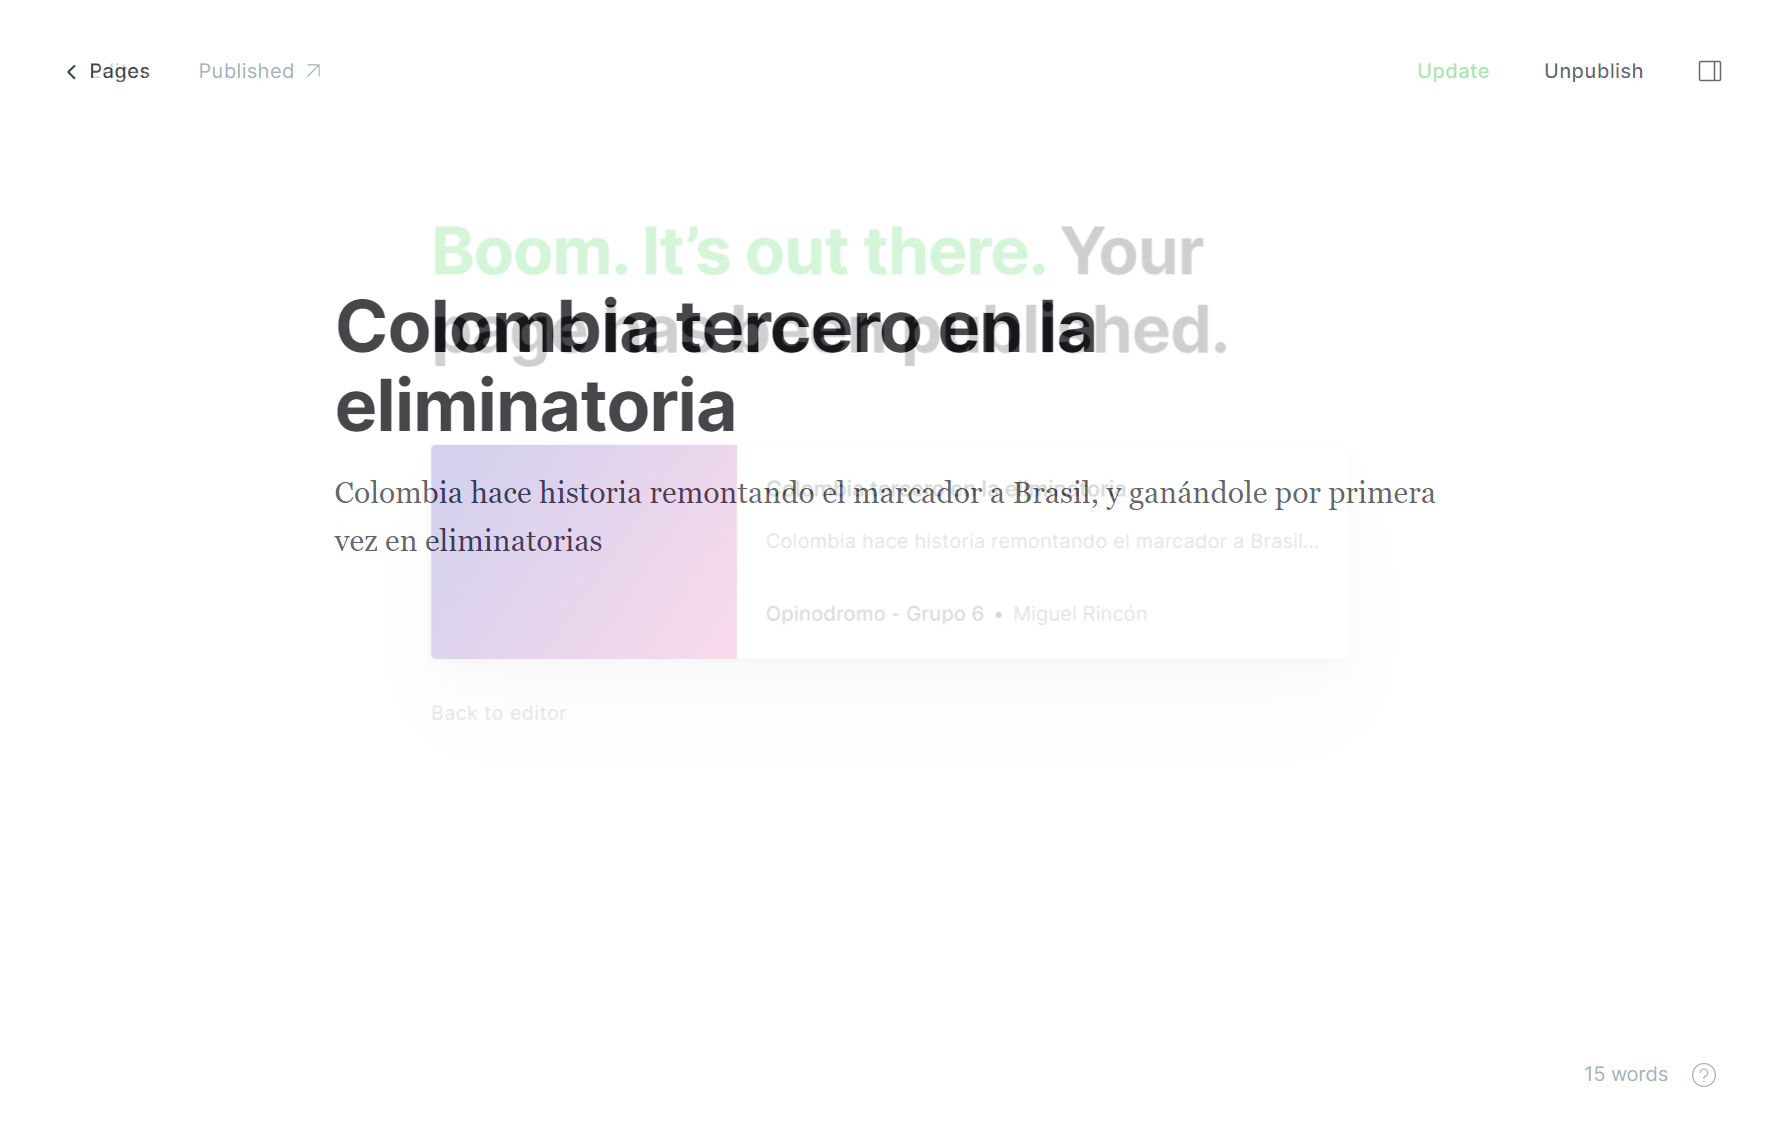 Pages
Published
Update
Unpublish
Boom. It’s out there. Your
page has been published.
Colombia tercero en la
eliminatoria
Colombia tercero en la eliminatoria
Colombia hace historia remontando el marcador a Brasil, y ganándole por primera
vez en eliminatorias
Colombia hace historia remontando el marcador a Brasil...
Opinodromo - Grupo 6 • Miguel Rincón
Back to editor
15 words
?